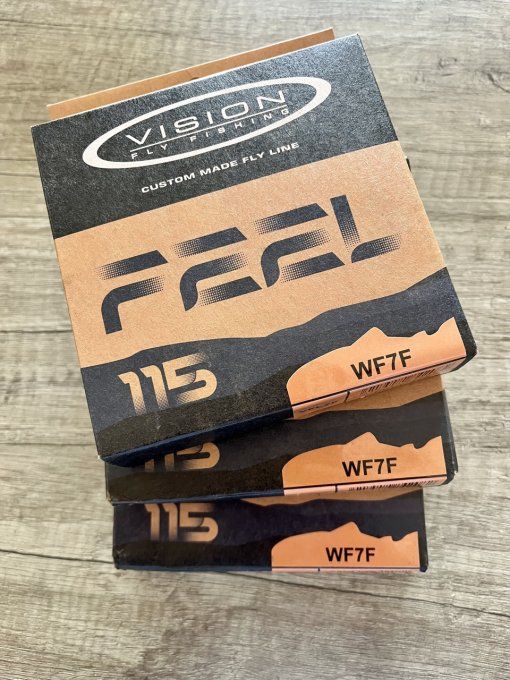 VISION
FLY FISHING
CUSTOM MADE FLY LINE
FEEL
115
WF7F
115
WF7F
115
WF7F